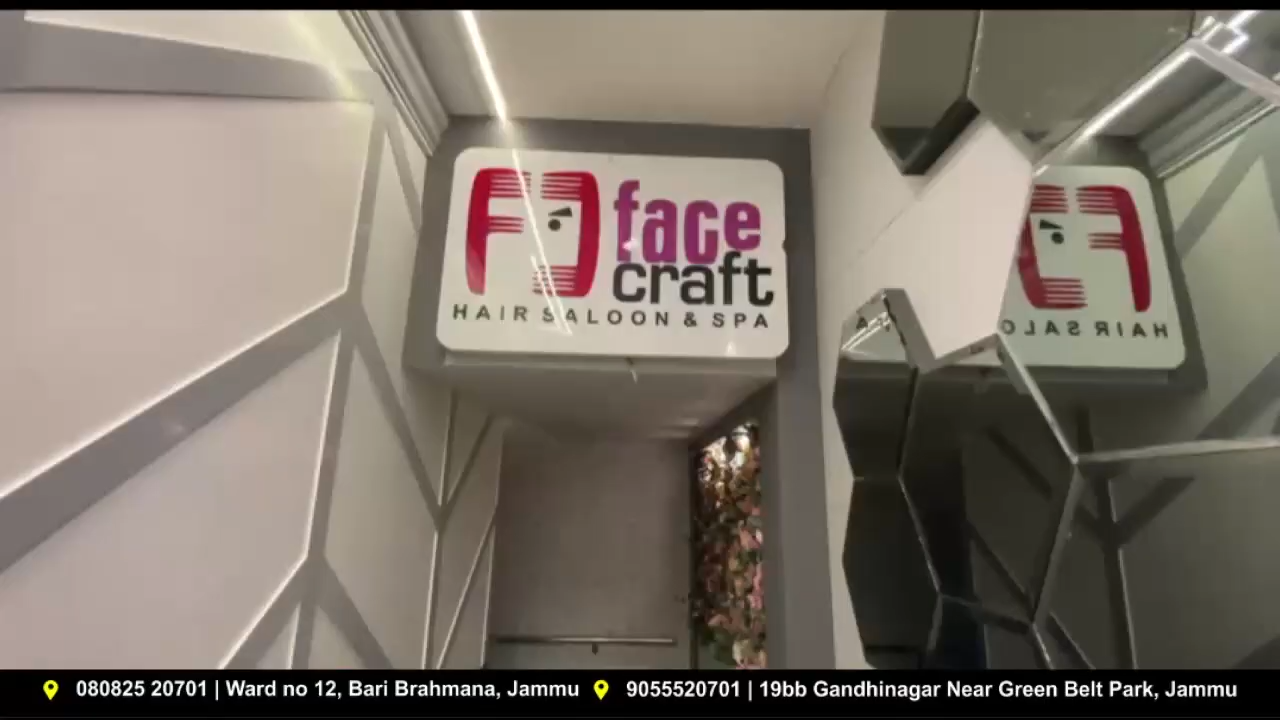 face
craft
HAIR SALOON & SPA
HAIR SALO
080825 20701 | Ward no 12, Bari Brahmana, Jammu 9055520701 | 19bb Gandhinagar Near Green Belt Park, Jammu